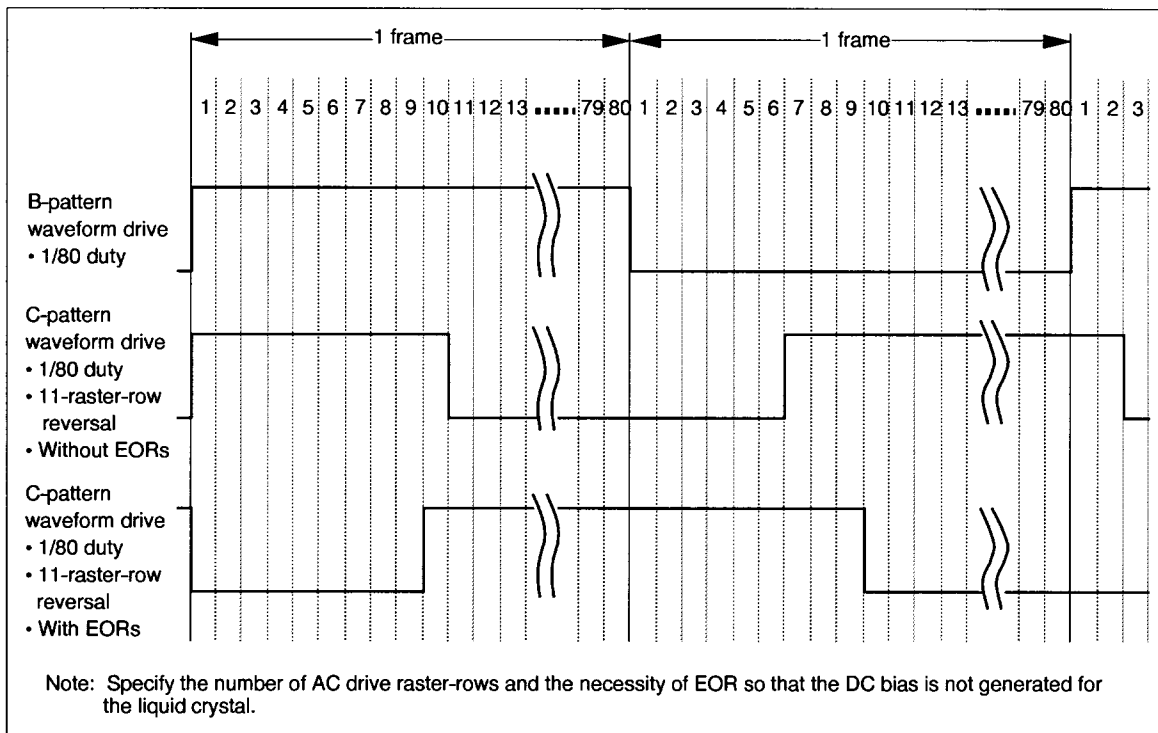 1 frame 1 frame
1 2 3 4 5 6 7 8 9 10 11 12 13 ······ 79 80 1 2 3 4 5 6 7 8 9 10 11 12 13 ······ 79 80 1 2 3
B-pattern
waveform drive
• 1/80 duty
C-pattern
waveform drive
• 1/80 duty
• 11-raster-row
reversal
• Without EORs
C-pattern
waveform drive
• 1/80 duty
• 11-raster-row
reversal
• With EORs
Note: Specify the number of AC drive raster-rows and the necessity of EOR so that the DC bias is not generated for
the liquid crystal.